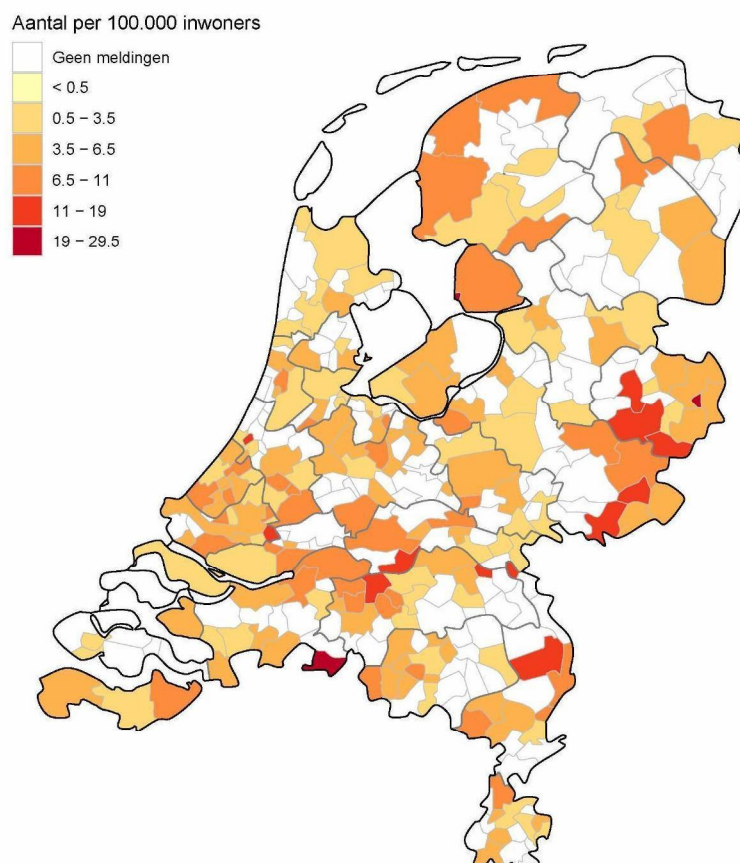 Aantal per 100.000 inwoners
Geen meldingen
< 0.5
0.5 – 3.5
3.5 – 6.5
6.5 – 11
11 – 19
19 – 29.5